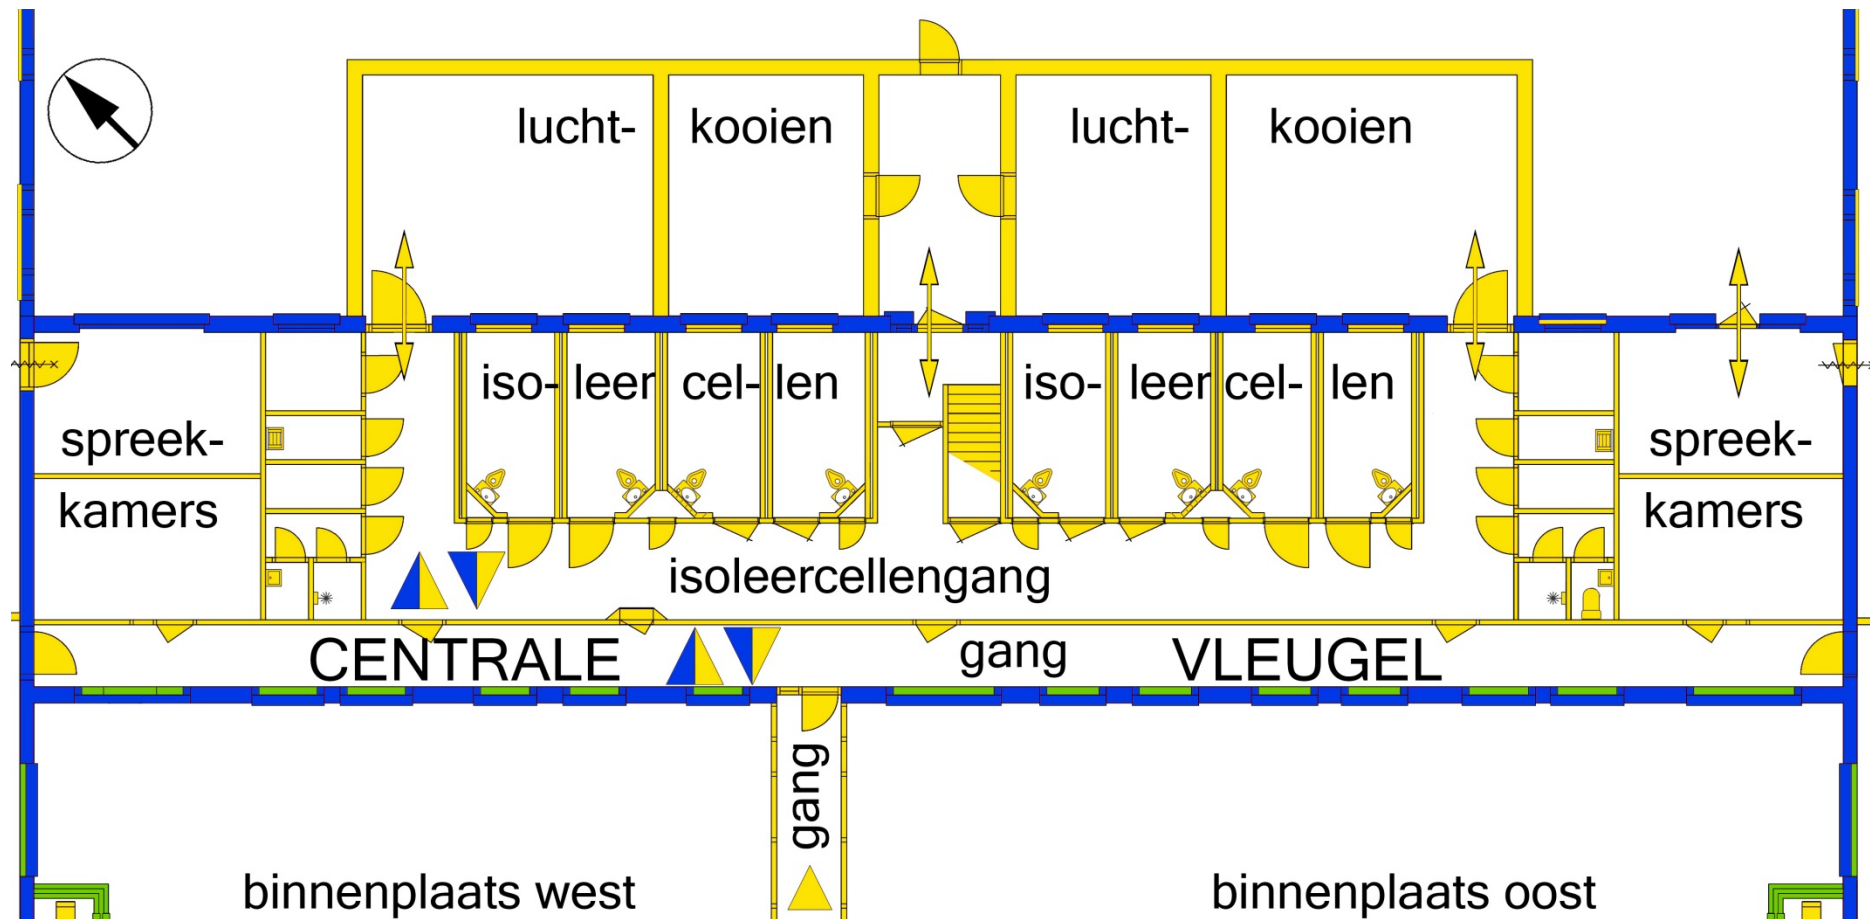 lucht- kooien lucht- kooien
iso- leer cel- len iso- leer cel- len
spreek- spreek-
kamers kamers
isoleercellengang
CENTRALE gang VLEUGEL
gang
binnenplaats west binnenplaats oost